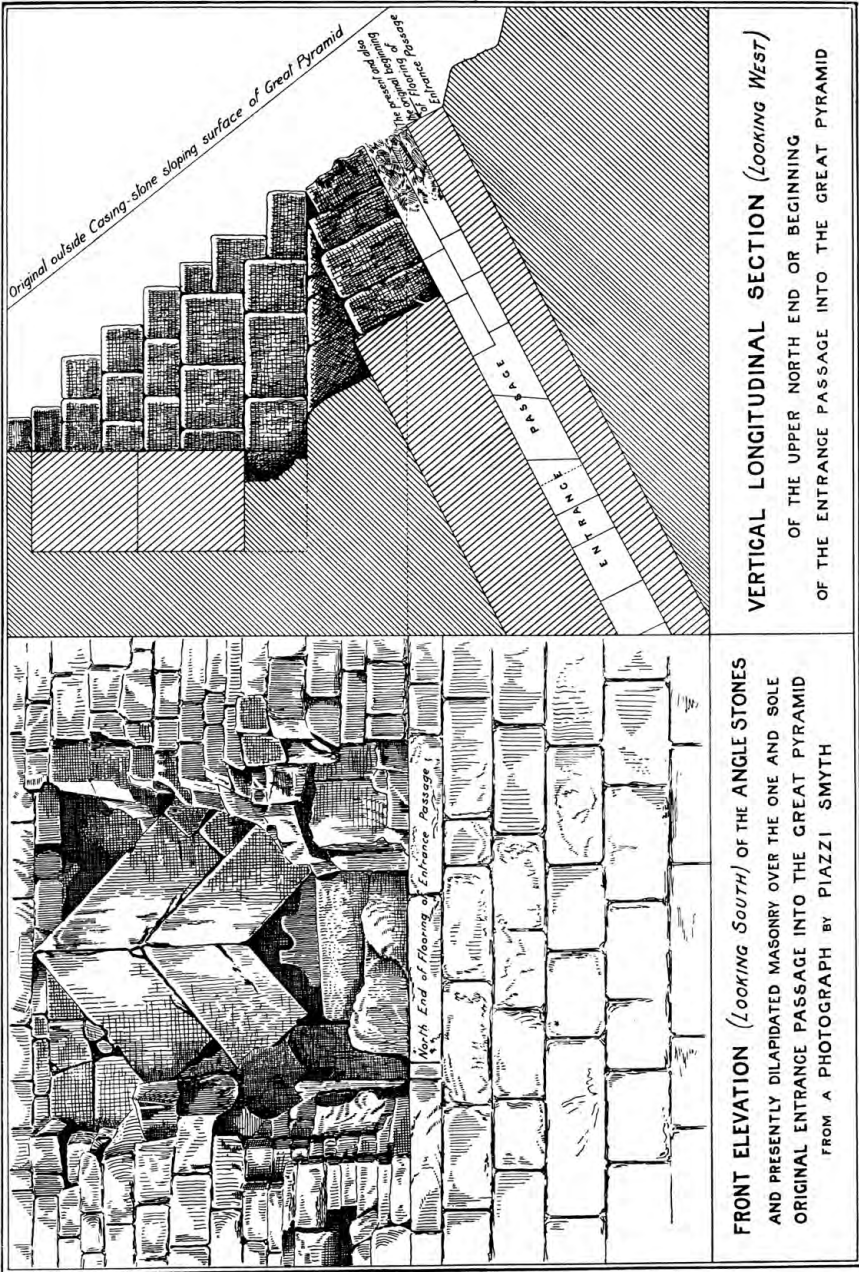 North End of Flooring of Entrance Passage
FRONT ELEVATION (LOOKING SOUTH) OF THE ANGLE STONES
AND PRESENTLY DILAPIDATED MASONRY OVER THE ONE AND SOLE
ORIGINAL ENTRANCE PASSAGE INTO THE GREAT PYRAMID
FROM A PHOTOGRAPH BY PIAZZI SMYTH
Original outside Casing-stone sloping surface of Great Pyramid
The present and also
the original beginning
of Flooring of
Entrance Passage
ENTRANCE PASSAGE
VERTICAL LONGITUDINAL SECTION (LOOKING WEST)
OF THE UPPER NORTH END OR BEGINNING
OF THE ENTRANCE PASSAGE INTO THE GREAT PYRAMID